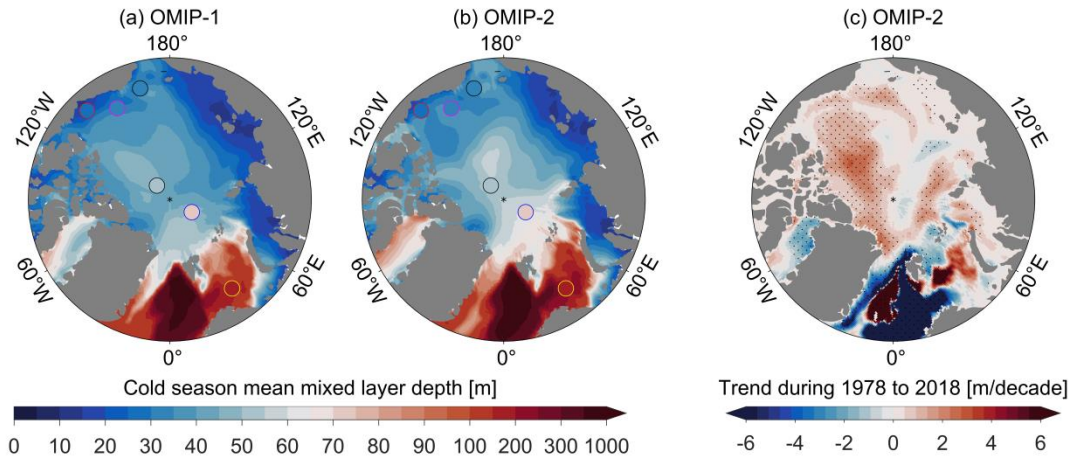 (a) OMIP-1
(b) OMIP-2
(c) OMIP-2
180°
180°
180°
120°W
120°E
120°W
120°E
120°W
120°E
60°W
60°E
60°W
60°E
60°W
60°E
0°
0°
0°
Cold season mean mixed layer depth [m]
Trend during 1978 to 2018 [m/decade]
0 10 20 30 40 50 60 70 80 90 100 200 300 1000
-6 -4 -2 0 2 4 6